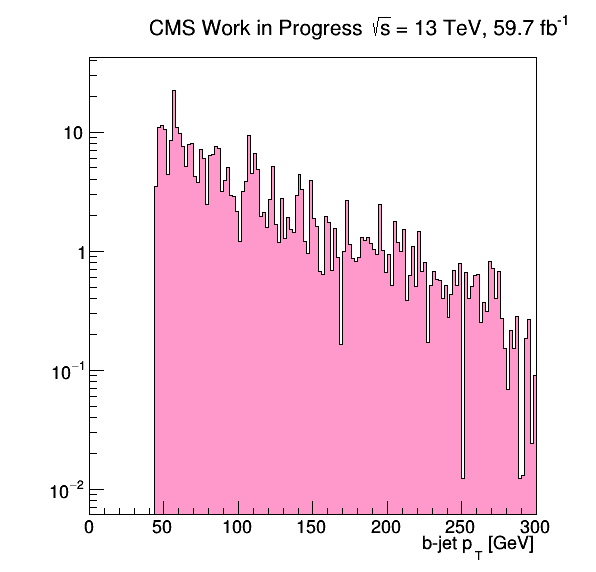 CMS Work in Progress √s = 13 TeV, 59.7 fb⁻¹
10
1
10⁻¹
10⁻²
0 50 100 150 200 250 300
b-jet p_T [GeV]